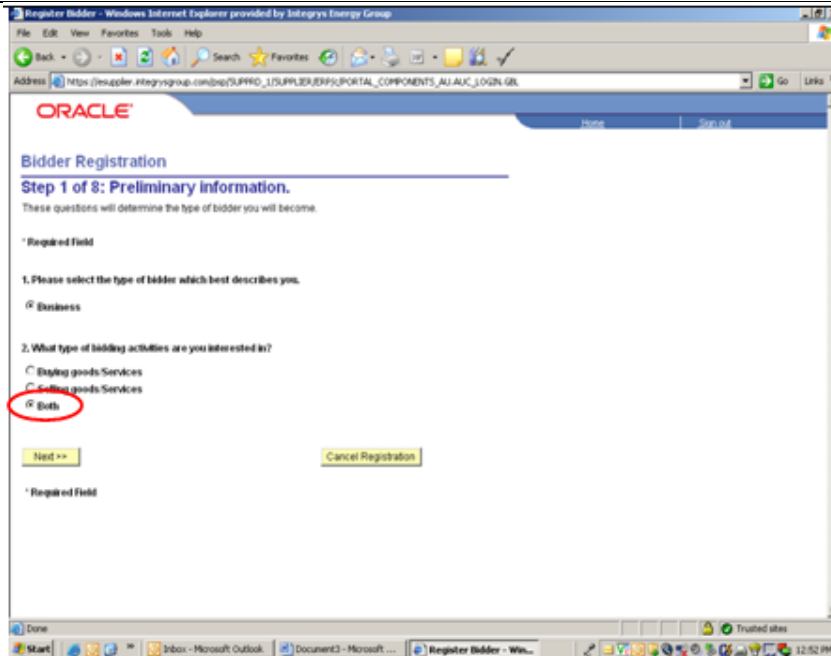 Register Bidder - Windows Internet Explorer provided by Integrys Energy Group
File Edit View Favorites Tools Help
Back Search Favorites
Address https://esupplier.integrysgroup.com/psp/SUPPRD_1/SUPPLIER/ERP/c/PORTAL_COMPONENTS_AU.AUC_LOGIN.GBL Go Links
ORACLE'
Home Sign out
Bidder Registration
Step 1 of 8: Preliminary information.
These questions will determine the type of bidder you will become.
* Required Field
1. Please select the type of bidder which best describes you.
Business
2. What type of bidding activities are you interested in?
Buying goods/Services
Selling goods/Services
Both
Next >> Cancel Registration
* Required Field
Done Trusted sites
Start Inbox - Microsoft Outlook Document3 - Microsoft ... Register Bidder - Win... 12:52 PM